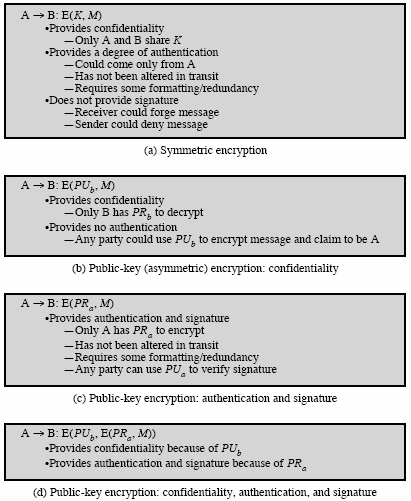 A → B: E(K, M)
•Provides confidentiality
—Only A and B share K
•Provides a degree of authentication
—Could come only from A
—Has not been altered in transit
—Requires some formatting/redundancy
•Does not provide signature
—Receiver could forge message
—Sender could deny message
(a) Symmetric encryption
A → B: E(PUb, M)
•Provides confidentiality
—Only B has PRb to decrypt
•Provides no authentication
—Any party could use PUb to encrypt message and claim to be A
(b) Public-key (asymmetric) encryption: confidentiality
A → B: E(PRa, M)
•Provides authentication and signature
—Only A has PRa to encrypt
—Has not been altered in transit
—Requires some formatting/redundancy
—Any party can use PUa to verify signature
(c) Public-key encryption: authentication and signature
A → B: E(PUb, E(PRa, M))
•Provides confidentiality because of PUb
•Provides authentication and signature because of PRa
(d) Public-key encryption: confidentiality, authentication, and signature